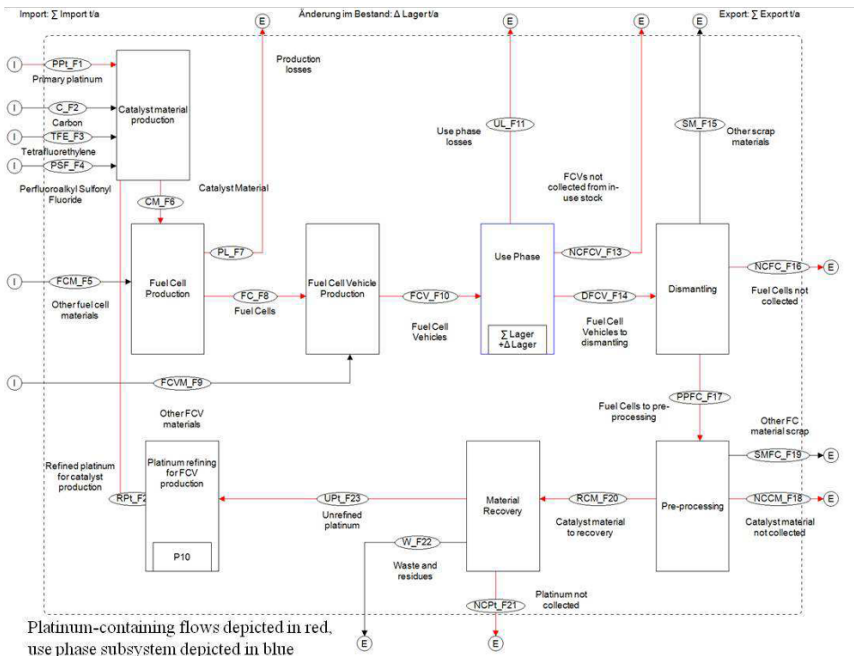 Import: ∑ Import t/a
Änderung im Bestand: Δ Lager t/a
Export: ∑ Export t/a
E
E
E
E
I
PPt_F1
Primary platinum
I
C_F2
Carbon
I
TFE_F3
Tetrafluorethylene
I
PSF_F4
Perfluoroalkyl Sulfonyl
Fluoride
Catalyst material
production
Production
losses
UL_F11
Use phase
losses
SM_F15
Other scrap
materials
FCVs not
collected from in-
use stock
CM_F6
Catalyst Material
PL_F7
NCFCV_F13
I
FCM_F5
Other fuel cell
materials
Fuel Cell
Production
FC_F8
Fuel Cells
Fuel Cell Vehicle
Production
FCV_F10
Fuel Cell
Vehicles
Use Phase
∑ Lager
+Δ Lager
DFCV_F14
Fuel Cell
Vehicles to
dismantling
Dismantling
NCFC_F16
E
Fuel Cells not
collected
I
FCVM_F9
Other FCV
materials
PPFC_F17
Fuel Cells to pre-
processing
Other FC
material scrap
SMFC_F19
E
Refined platinum
for catalyst
production
RPt_F2
Platinum refining
for FCV
production
P10
UPt_F23
Unrefined
platinum
Material
Recovery
RCM_F20
Catalyst material
to recovery
Pre-processing
NCCM_F18
E
Catalyst material
not collected
W_F22
Waste and
residues
NCPt_F21
Platinum not
collected
E
E
Platinum-containing flows depicted in red,
use phase subsystem depicted in blue